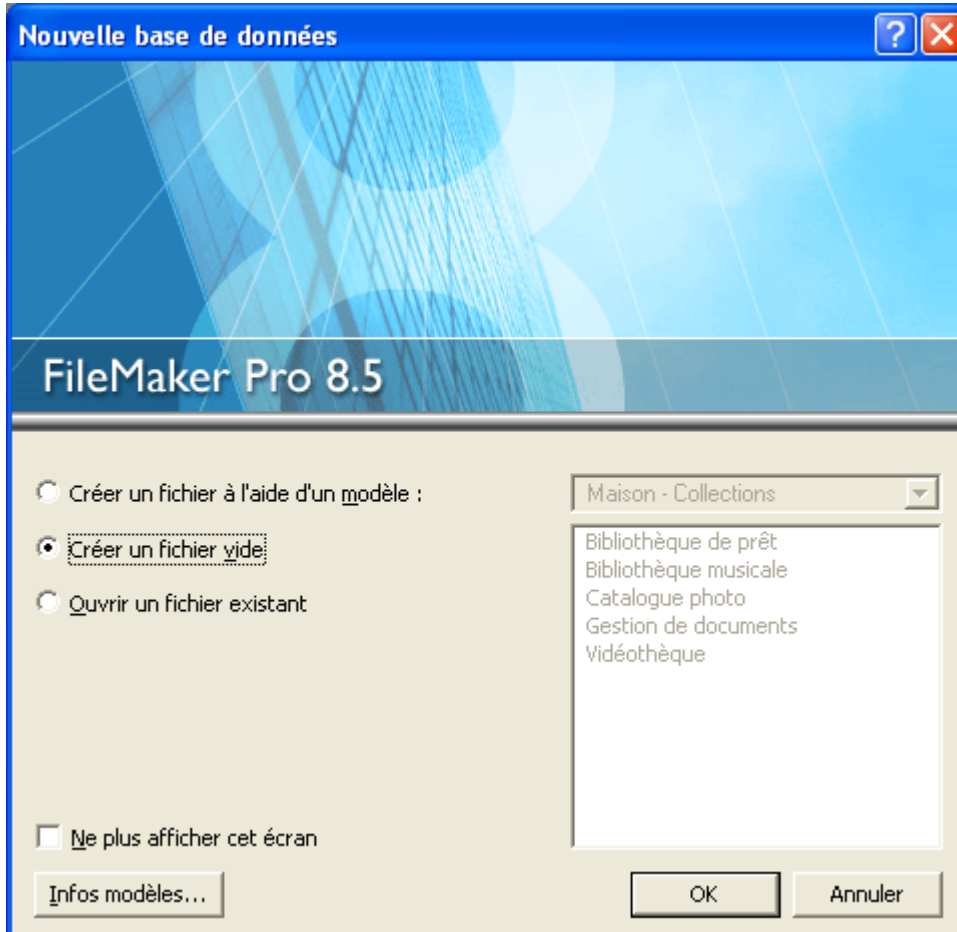 Nouvelle base de données
FileMaker Pro 8.5
Créer un fichier à l'aide d'un modèle :
Maison - Collections
Créer un fichier vide
Ouvrir un fichier existant
Bibliothèque de prêt
Bibliothèque musicale
Catalogue photo
Gestion de documents
Vidéothèque
Ne plus afficher cet écran
Infos modèles...
OK
Annuler